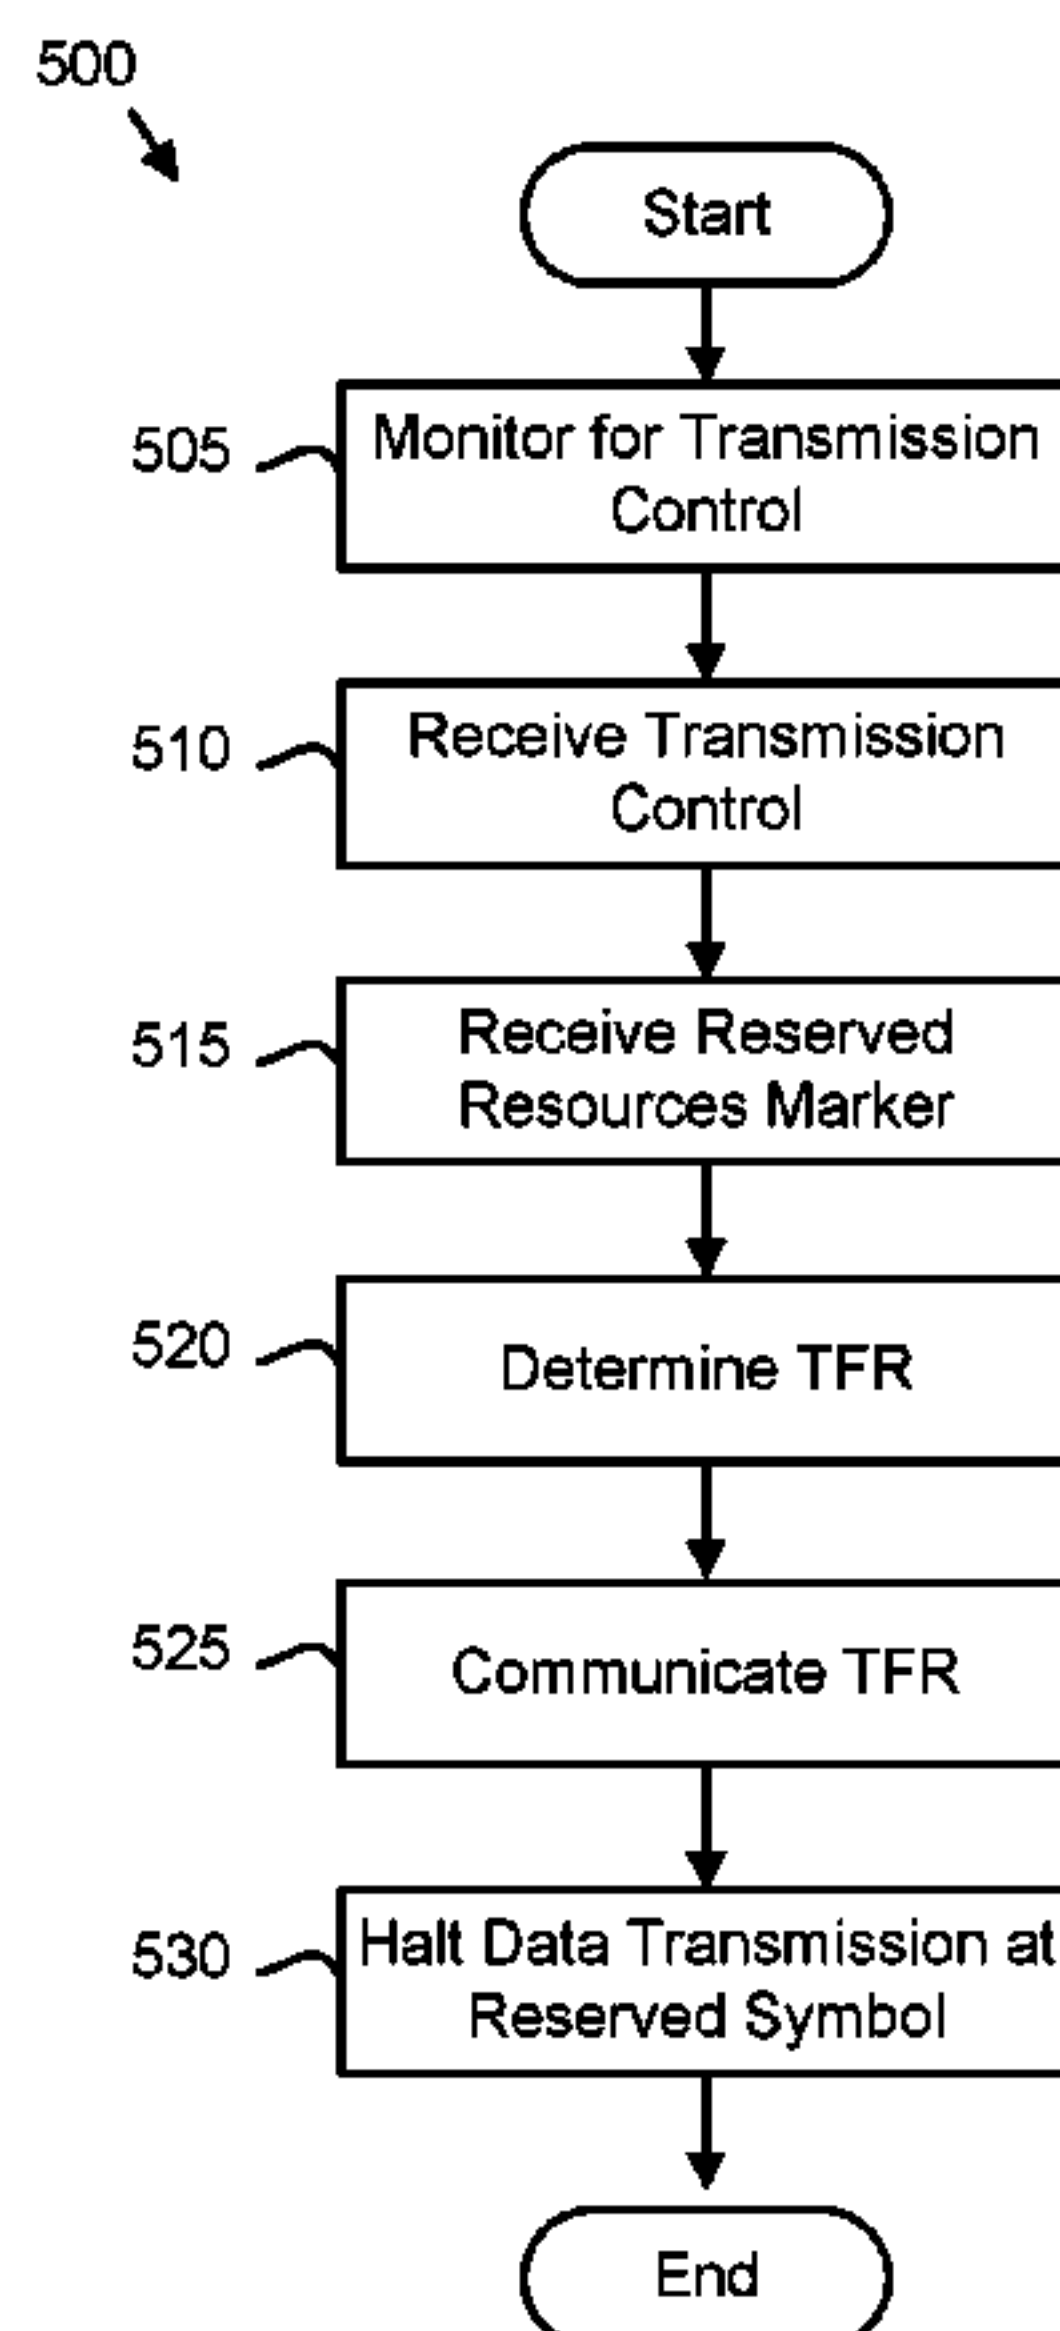 500
Start
505
Monitor for Transmission
Control
510
Receive Transmission
Control
515
Receive Reserved
Resources Marker
520
Determine TFR
525
Communicate TFR
530
Halt Data Transmission at
Reserved Symbol
End